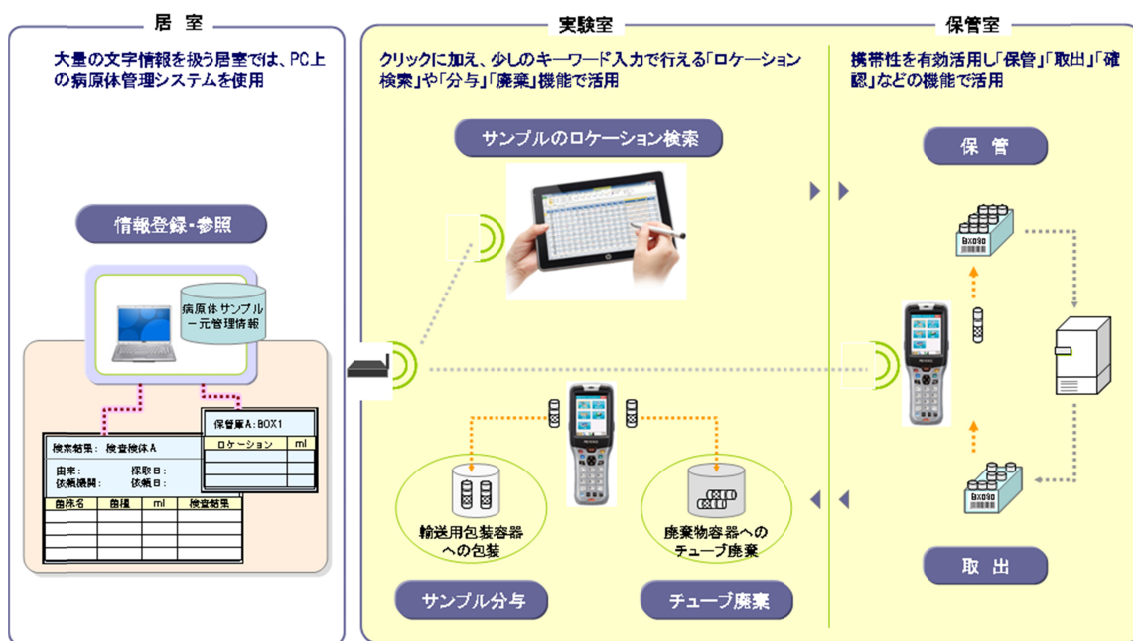 居 室
大量の文字情報を扱う居室では、PC上
の病原体管理システムを使用
情報登録・参照
病原体サンプル
一元管理情報
保管庫A:BOX1
ロケーション ml
検索結果: 検査検体A
由来: 採取日:
依頼機関: 依頼日:
菌株名 菌種 ml 検査結果
実験室
クリックに加え、少しのキーワード入力で行える「ロケーション
検索」や「分与」「廃棄」機能で活用
サンプルのロケーション検索
輸送用包装容器
への包装
サンプル分与
廃棄物容器への
チューブ廃棄
チューブ廃棄
保管室
携帯性を有効活用し「保管」「取出」「確
認」などの機能で活用
保 管
BX090
BX090
取 出